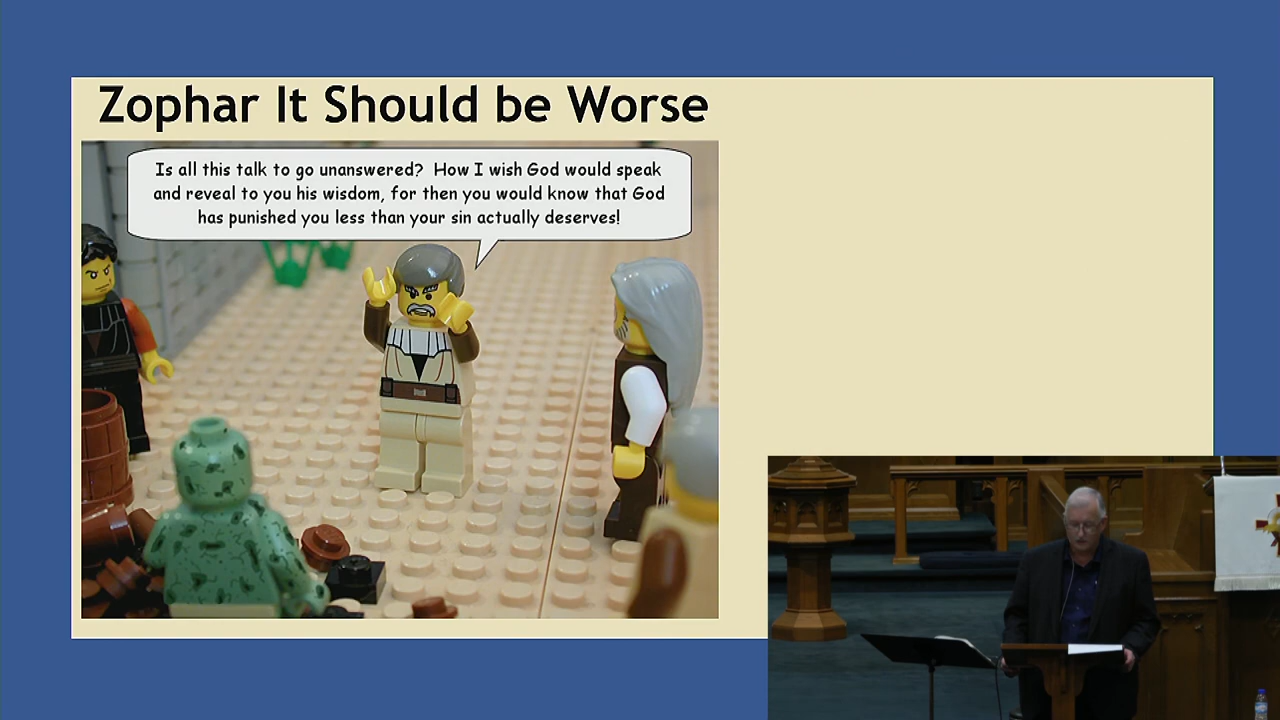 Zophar It Should be Worse
Is all this talk to go unanswered? How I wish God would speak
and reveal to you his wisdom, for then you would know that God
has punished you less than your sin actually deserves!